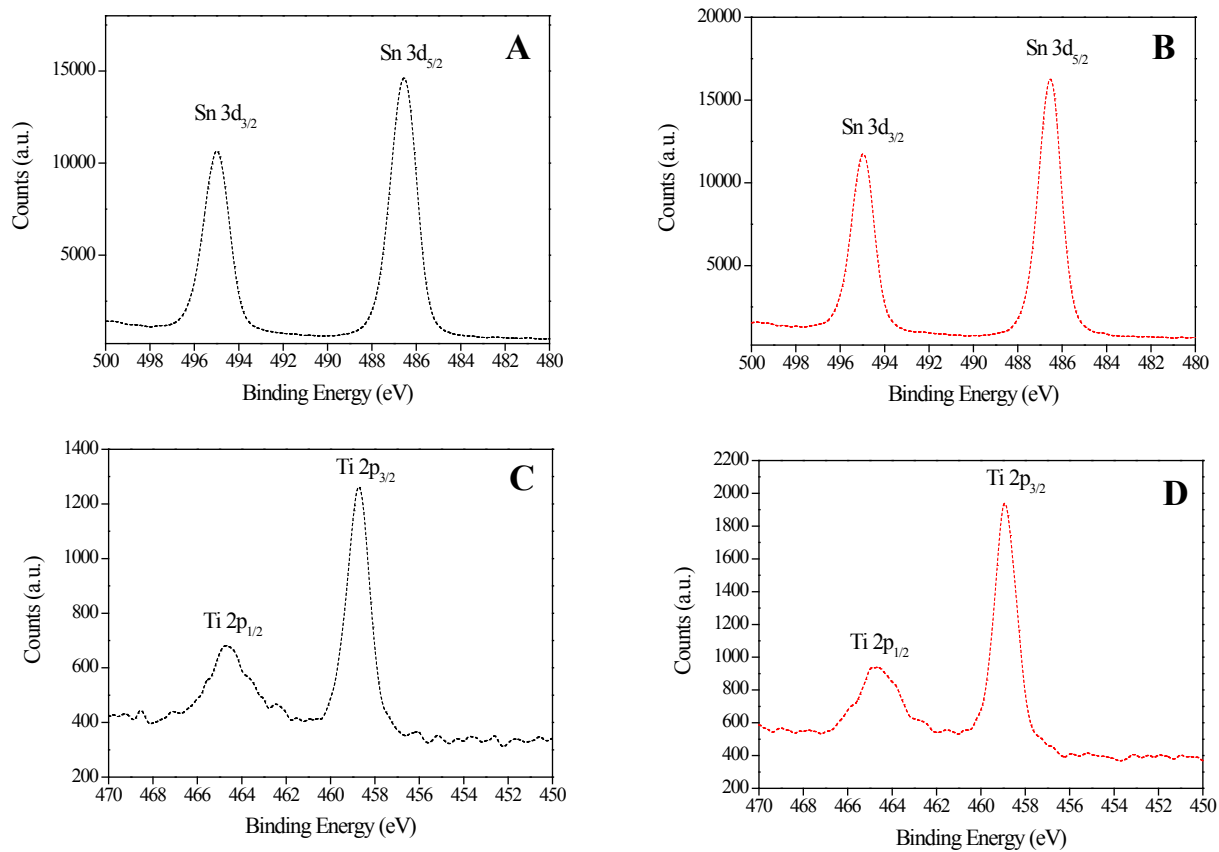 A
Sn 3d5/2
Sn 3d3/2
15000
10000
5000
Counts (a.u.)
500 498 496 494 492 490 488 486 484 482 480
Binding Energy (eV)
B
Sn 3d5/2
Sn 3d3/2
20000
15000
10000
5000
Counts (a.u.)
500 498 496 494 492 490 488 486 484 482 480
Binding Energy (eV)
C
Ti 2p3/2
Ti 2p1/2
1400
1200
1000
800
600
400
200
Counts (a.u.)
470 468 466 464 462 460 458 456 454 452 450
Binding Energy (eV)
D
Ti 2p3/2
Ti 2p1/2
2200
2000
1800
1600
1400
1200
1000
800
600
400
200
Counts (a.u.)
470 468 466 464 462 460 458 456 454 452 450
Binding Energy (eV)